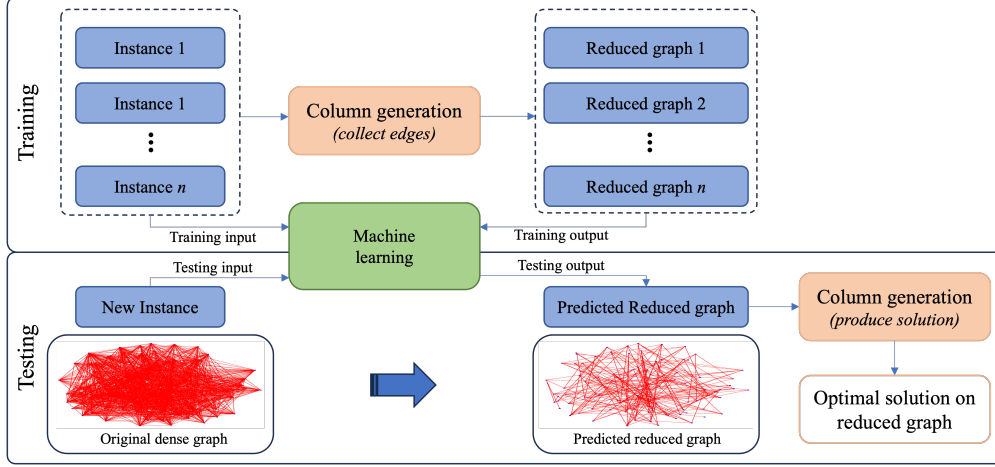 Training
Instance 1
Instance 1
Instance n
Column generation
(collect edges)
Reduced graph 1
Reduced graph 2
Reduced graph n
Training input
Machine
learning
Training output
Testing
Testing input
Testing output
New Instance
Predicted Reduced graph
Column generation
(produce solution)
Original dense graph
Predicted reduced graph
Optimal solution on
reduced graph